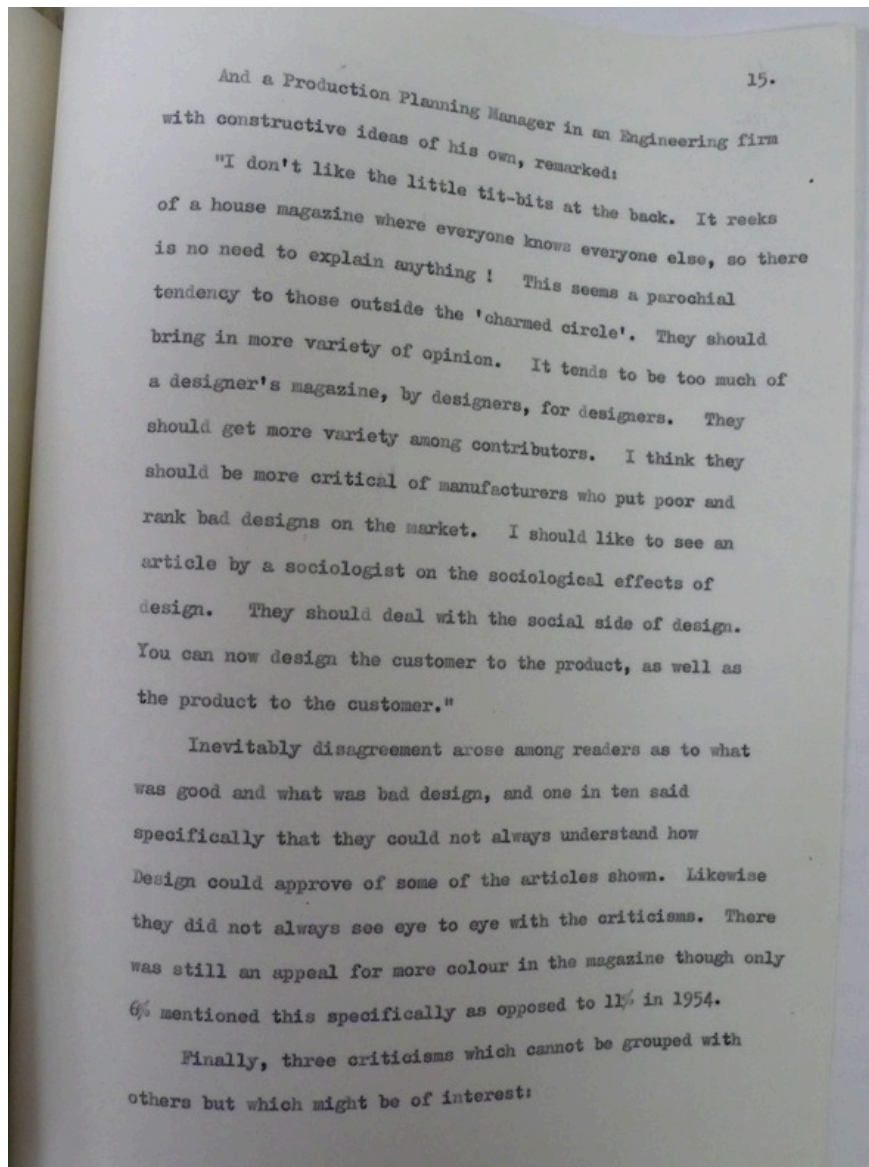 15.
And a Production Planning Manager in an Engineering firm
with constructive ideas of his own, remarked:
"I don't like the little tit-bits at the back. It reeks
of a house magazine where everyone knows everyone else, so there
is no need to explain anything ! This seems a parochial
tendency to those outside the 'charmed circle'. They should
bring in more variety of opinion. It tends to be too much of
a designer's magazine, by designers, for designers. They
should get more variety among contributors. I think they
should be more critical of manufacturers who put poor and
rank bad designs on the market. I should like to see an
article by a sociologist on the sociological effects of
design. They should deal with the social side of design.
You can now design the customer to the product, as well as
the product to the customer."
Inevitably disagreement arose among readers as to what
was good and what was bad design, and one in ten said
specifically that they could not always understand how
Design could approve of some of the articles shown. Likewise
they did not always see eye to eye with the criticisms. There
was still an appeal for more colour in the magazine though only
6% mentioned this specifically as opposed to 11% in 1954.
Finally, three criticisms which cannot be grouped with
others but which might be of interest: